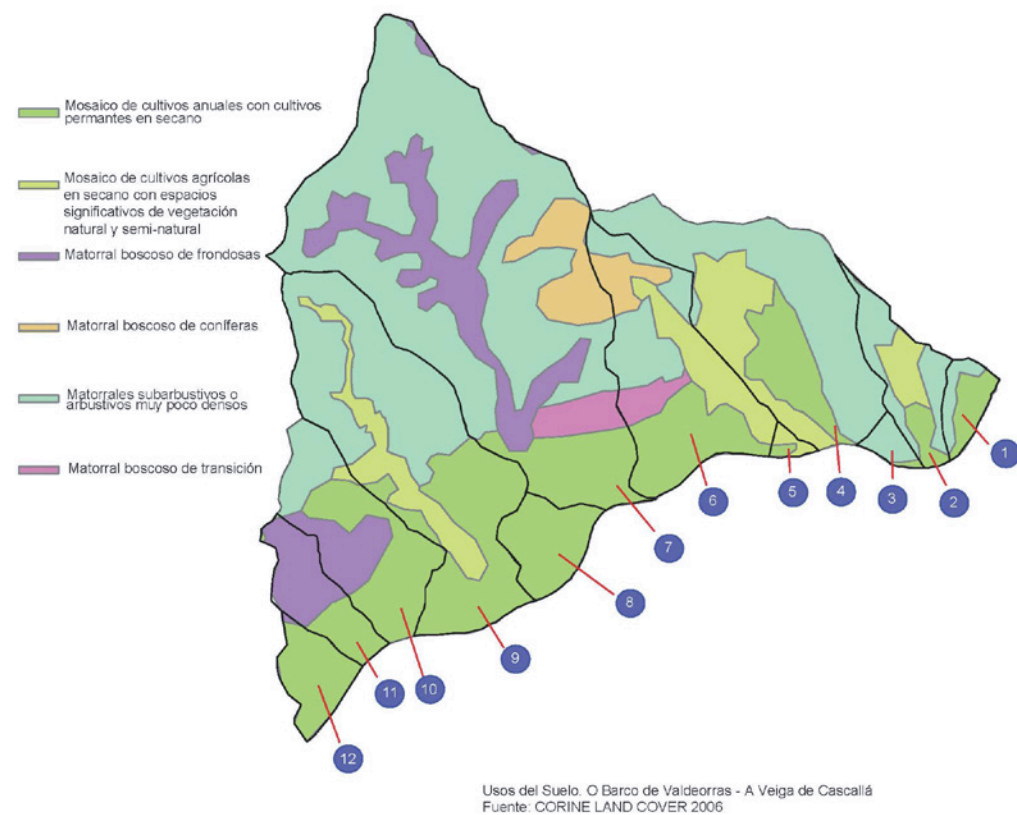 Mosaico de cultivos anuales con cultivos
permantes en secano
Mosaico de cultivos agrícolas
en secano con espacios
significativos de vegetación
natural y semi-natural
Matorral boscoso de frondosas
Matorral boscoso de coníferas
Matorrales subarbustivos o
arbustivos muy poco densos
Matorral boscoso de transición
1
2
3
4
5
6
7
8
9
10
11
12
Usos del Suelo. O Barco de Valdeorras - A Veiga de Cascallá
Fuente: CORINE LAND COVER 2006